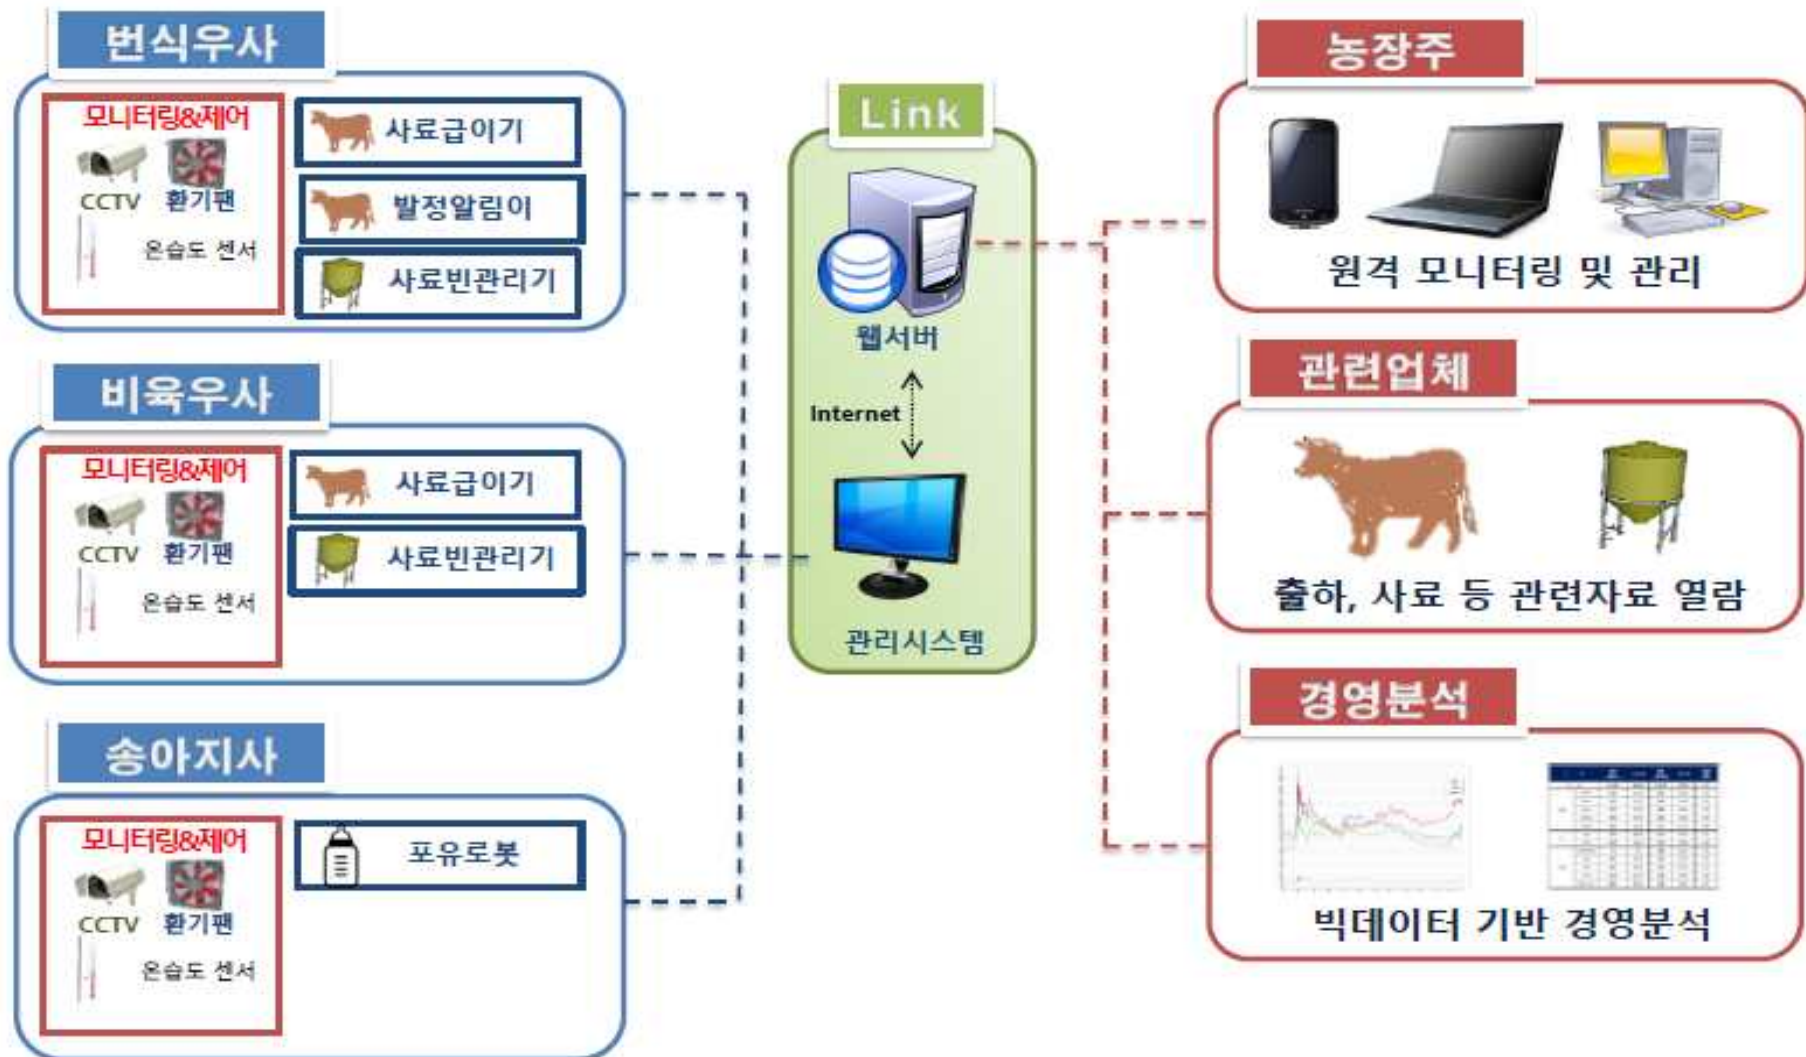 번식우사
모니터링&제어
CCTV 환기팬
온습도 센서
사료급이기
발정알림이
사료빈관리기
비육우사
모니터링&제어
CCTV 환기팬
온습도 센서
사료급이기
사료빈관리기
송아지사
모니터링&제어
CCTV 환기팬
온습도 센서
포유로봇
Link
웹서버
Internet
관리시스템
농장주
원격 모니터링 및 관리
관련업체
출하, 사료 등 관련자료 열람
경영분석
빅데이터 기반 경영분석